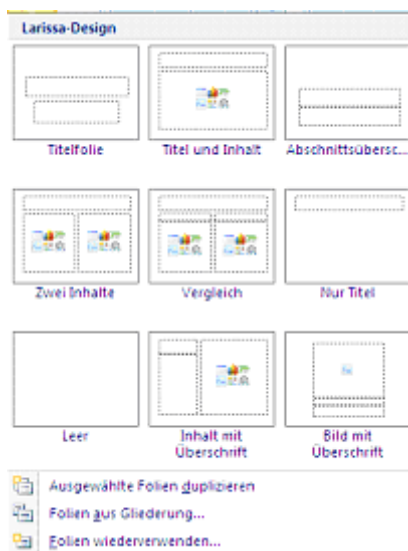 Larissa-Design
Titelfolie
Titel und Inhalt
Abschnittsübersc...
Zwei Inhalte
Vergleich
Nur Titel
Leer
Inhalt mit
Überschrift
Bild mit
Überschrift
Ausgewählte Folien duplizieren
Folien aus Gliederung...
Folien wiederverwenden...